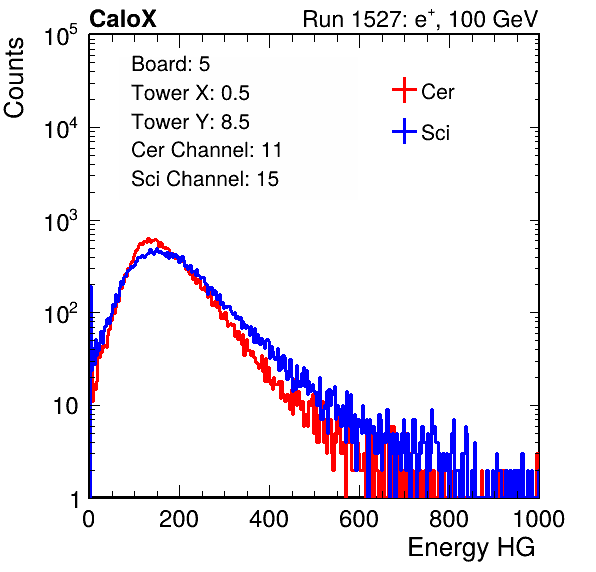 CaloX Run 1527: e⁺, 100 GeV
Counts
10⁵
10⁴
10³
10²
10
1
Board: 5
Tower X: 0.5
Tower Y: 8.5
Cer Channel: 11
Sci Channel: 15
Cer
Sci
0 200 400 600 800 1000
Energy HG